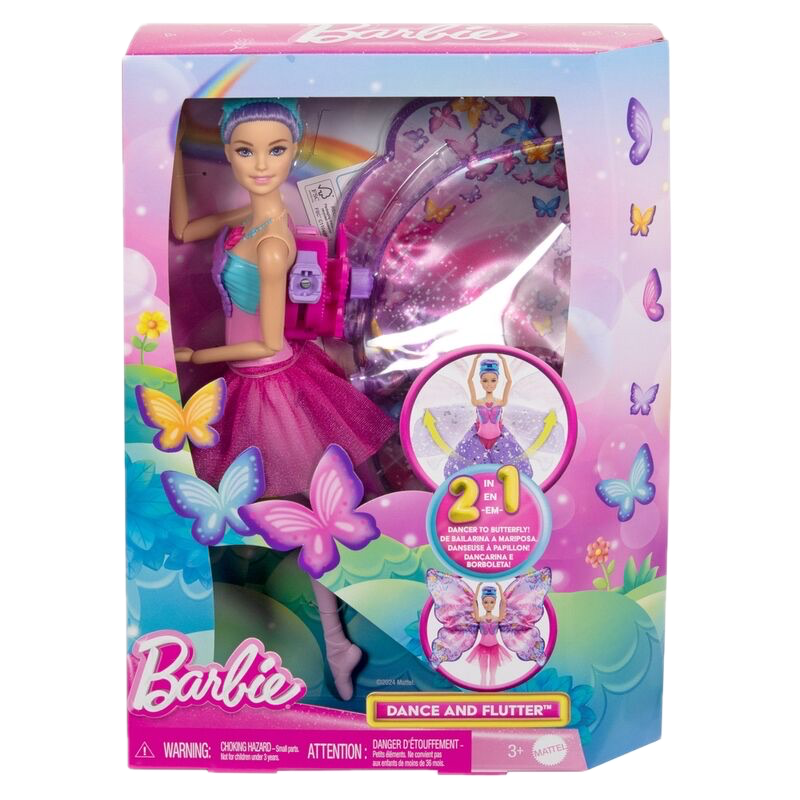 Barbie
FSC
2 IN 1
EN
-EM-
DANCER TO BUTTERFLY!
DE BAILARINA A MARIPOSA.
DANSEUSE À PAPILLON!
DANÇARINA E
BORBOLETA!
©2024 Mattel.
Barbie
DANCE AND FLUTTER™
WARNING: CHOKING HAZARD – Small parts.
Not for children under 3 years.
ATTENTION : DANGER D'ÉTOUFFEMENT –
Petits éléments. Ne convient pas
aux enfants de moins de 36 mois.
3+
MATTEL